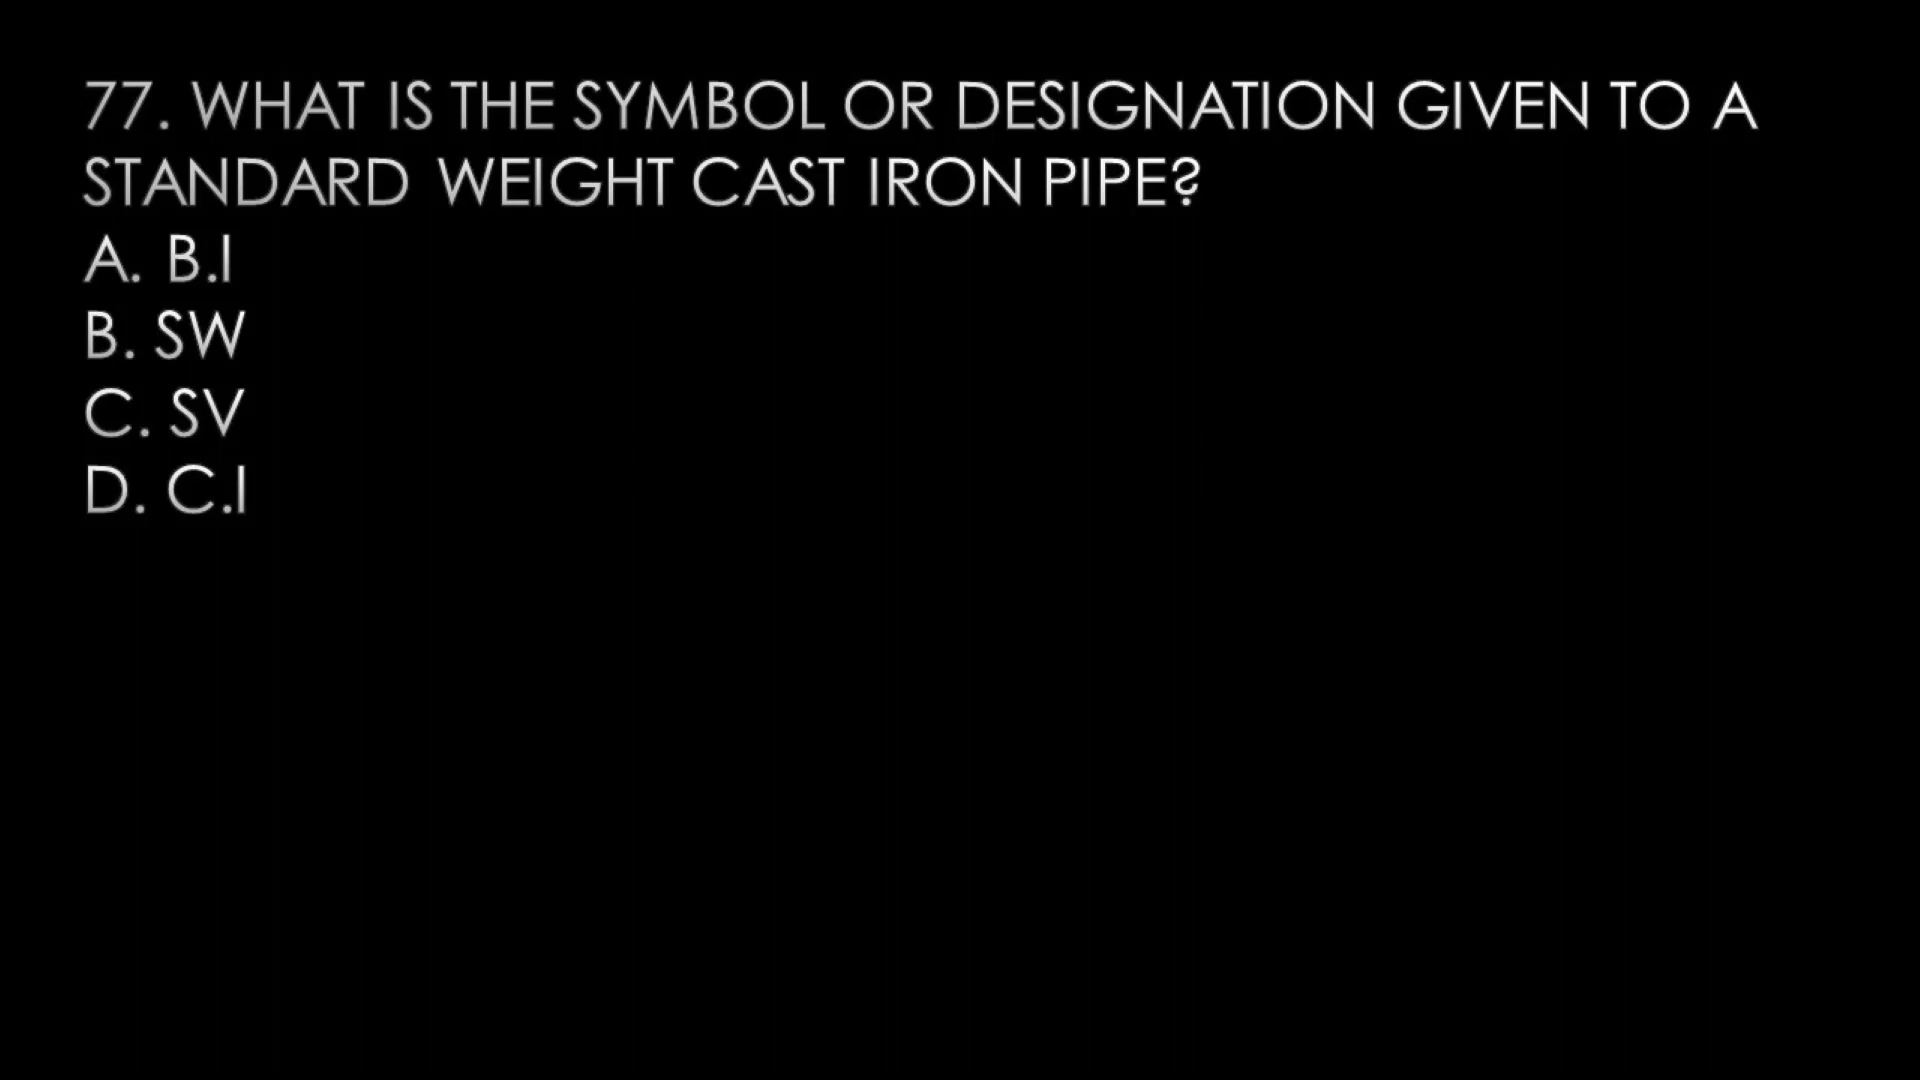 77. WHAT IS THE SYMBOL OR DESIGNATION GIVEN TO A
STANDARD WEIGHT CAST IRON PIPE?
A. B.I
B. SW
C. SV
D. C.I